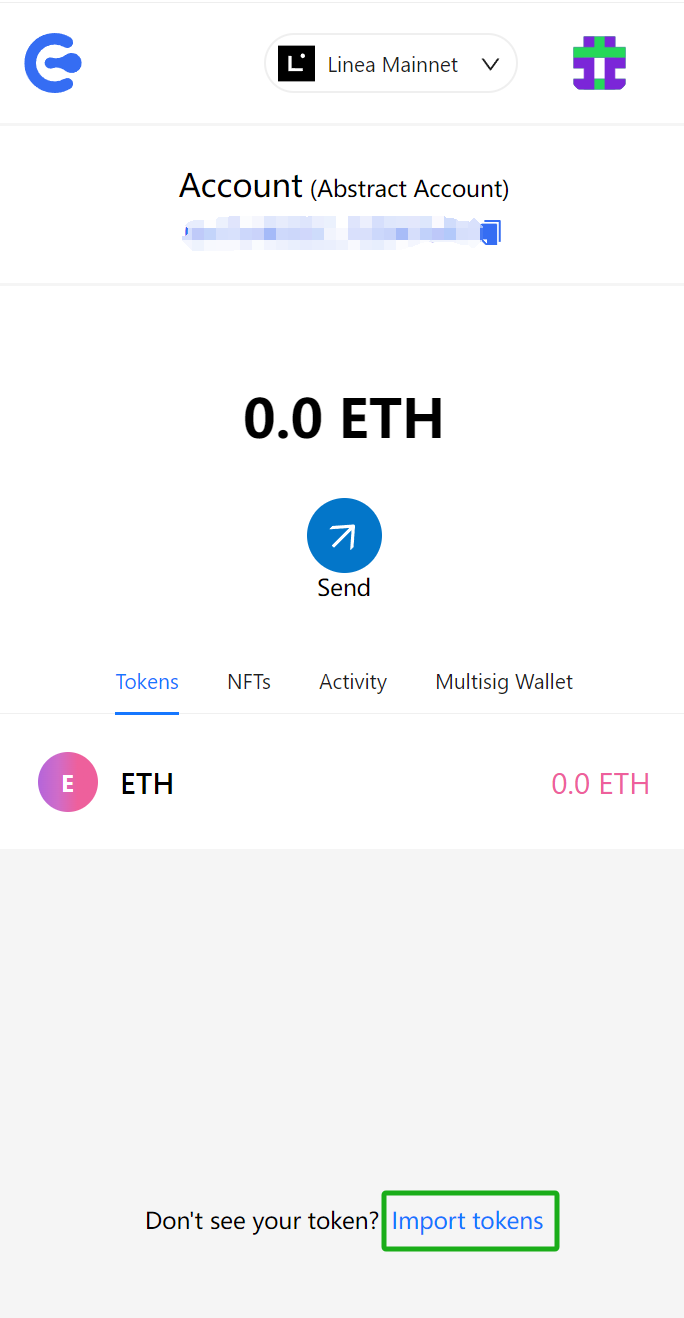 Linea Mainnet
Account (Abstract Account)
0.0 ETH
Send
Tokens NFTs Activity Multisig Wallet
E ETH 0.0 ETH
Don't see your token? Import tokens